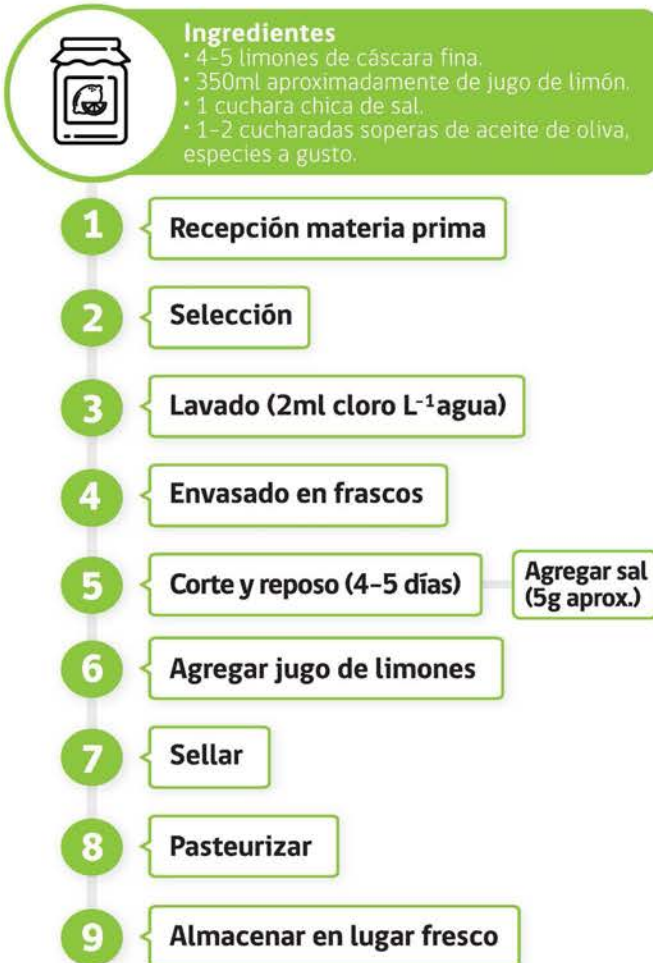 Ingredientes
• 4-5 limones de cáscara fina.
• 350ml aproximadamente de jugo de limón.
• 1 cuchara chica de sal.
• 1-2 cucharadas soperas de aceite de oliva,
especies a gusto.
1 Recepción materia prima
2 Selección
3 Lavado (2ml cloro L⁻¹agua)
4 Envasado en frascos
5 Corte y reposo (4-5 días)
Agregar sal
(5g aprox.)
6 Agregar jugo de limones
7 Sellar
8 Pasteurizar
9 Almacenar en lugar fresco